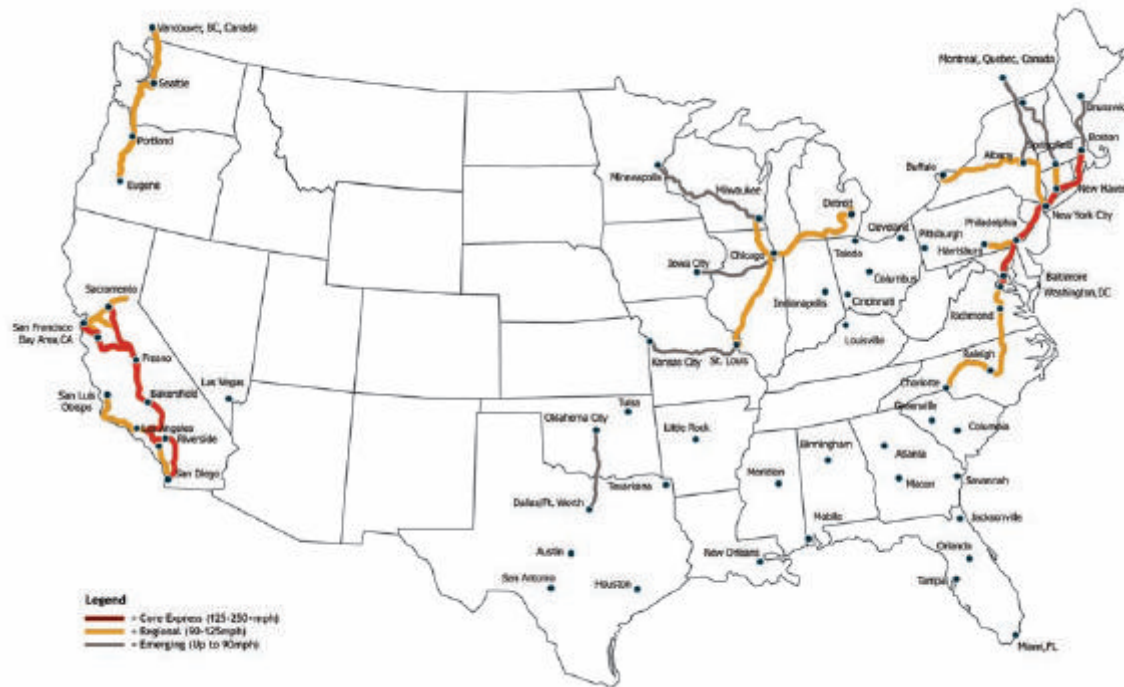 Vancouver, BC, Canada
Seattle
Portland
Eugene
Sacramento
San Francisco
Bay Area, CA
Fresno
Las Vegas
San Luis
Obispo
Bakersfield
Los Angeles
Riverside
San Diego
Minneapolis
Milwaukee
Detroit
Chicago
Iowa City
Toledo
Cleveland
Columbus
Indianapolis
Cincinnati
Louisville
Kansas City
St. Louis
Montreal, Quebec, Canada
Brunswick
Boston
Springfield
Albany
Buffalo
New Haven
New York City
Philadelphia
Pittsburgh
Harrisburg
Baltimore
Washington, DC
Richmond
Raleigh
Charlotte
Greenville
Columbia
Tulsa
Oklahoma City
Little Rock
Texarkana
Dallas/Ft. Worth
Austin
San Antonio
Houston
Birmingham
Meridian
Atlanta
Macon
Savannah
Mobile
New Orleans
Jacksonville
Orlando
Tampa
Miami, FL
Legend
= Core Express (125-250+mph)
= Regional (90-125mph)
= Emerging (Up to 90mph)